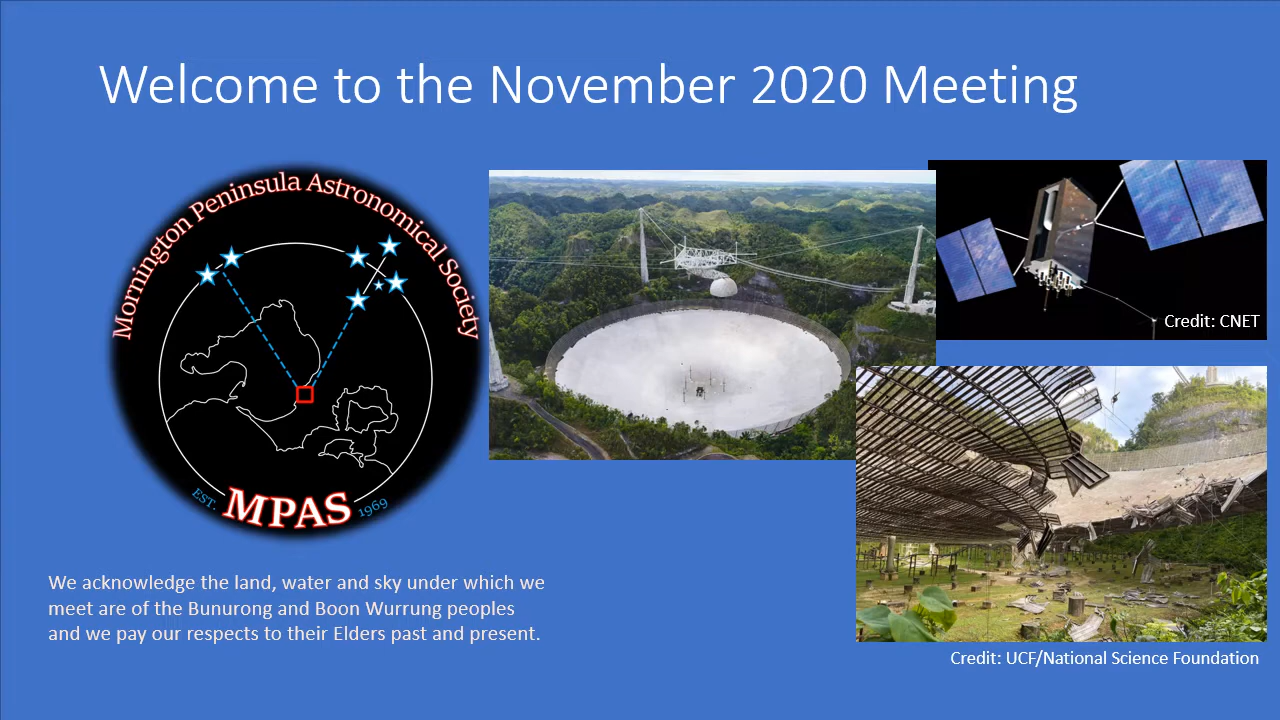 Welcome to the November 2020 Meeting
Mornington Peninsula Astronomical Society
EST. MPAS 1969
Credit: CNET
We acknowledge the land, water and sky under which we
meet are of the Bunurong and Boon Wurrung peoples
and we pay our respects to their Elders past and present.
Credit: UCF/National Science Foundation